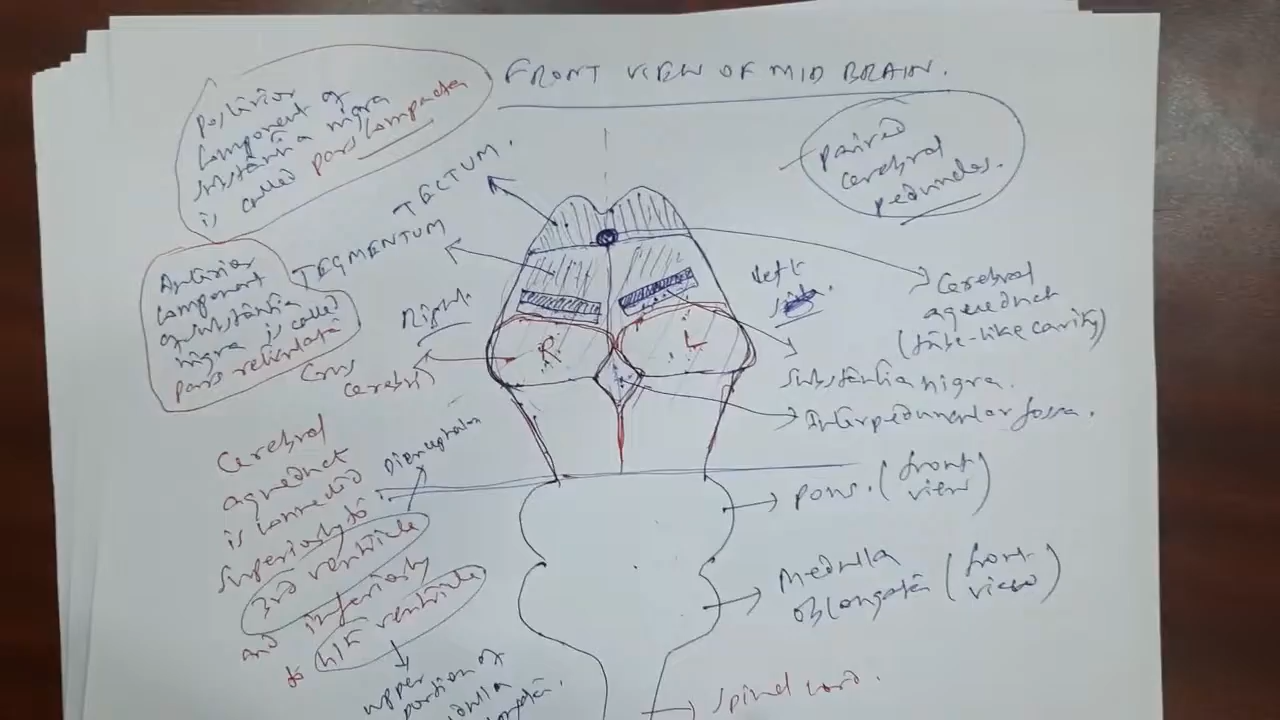 FRONT VIEW OF MID BRAIN.
Posterior
component of
substantia nigra
is called pars compacta
paired
cerebral
peduncles.
TECTUM.
TEGMENTUM
Anterior
component
of substantia
nigra is called
pars reticulata
Right.
Left
side.
Cerebral
aqueduct
(tube-like cavity)
R
L
Crus
cerebri
Substantia nigra.
Interpeduncular fossa.
Cerebral
aqueduct
is connected
superiorly to
3rd ventricle
and inferiorly
to 4th ventricle
Diencephalon
pons. (front
view)
Medulla
oblongata (front-
view)
upper
portion of
Spinal cord.